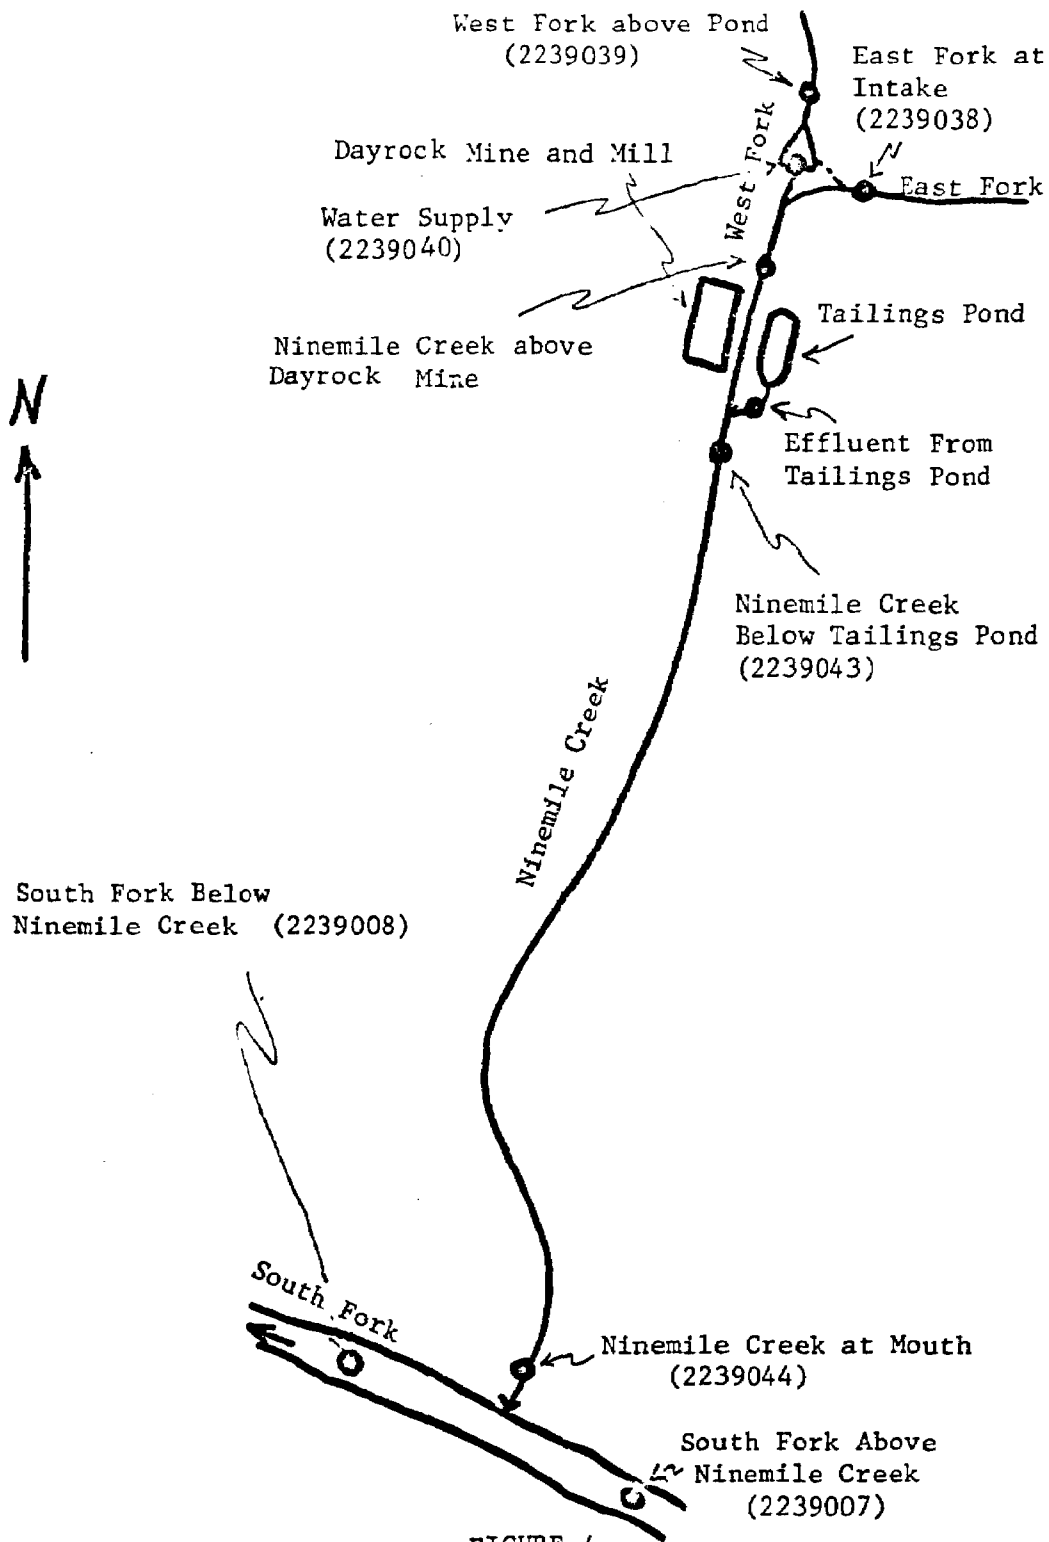 West Fork above Pond
(2239039)
East Fork at
Intake
(2239038)
Dayrock Mine and Mill
West Fork
East Fork
Water Supply
(2239040)
Tailings Pond
Ninemile Creek above
Dayrock Mine
N
Effluent From
Tailings Pond
Ninemile Creek
Below Tailings Pond
(2239043)
Ninemile Creek
South Fork Below
Ninemile Creek (2239008)
South Fork
Ninemile Creek at Mouth
(2239044)
South Fork Above
Ninemile Creek
(2239007)
FIGURE